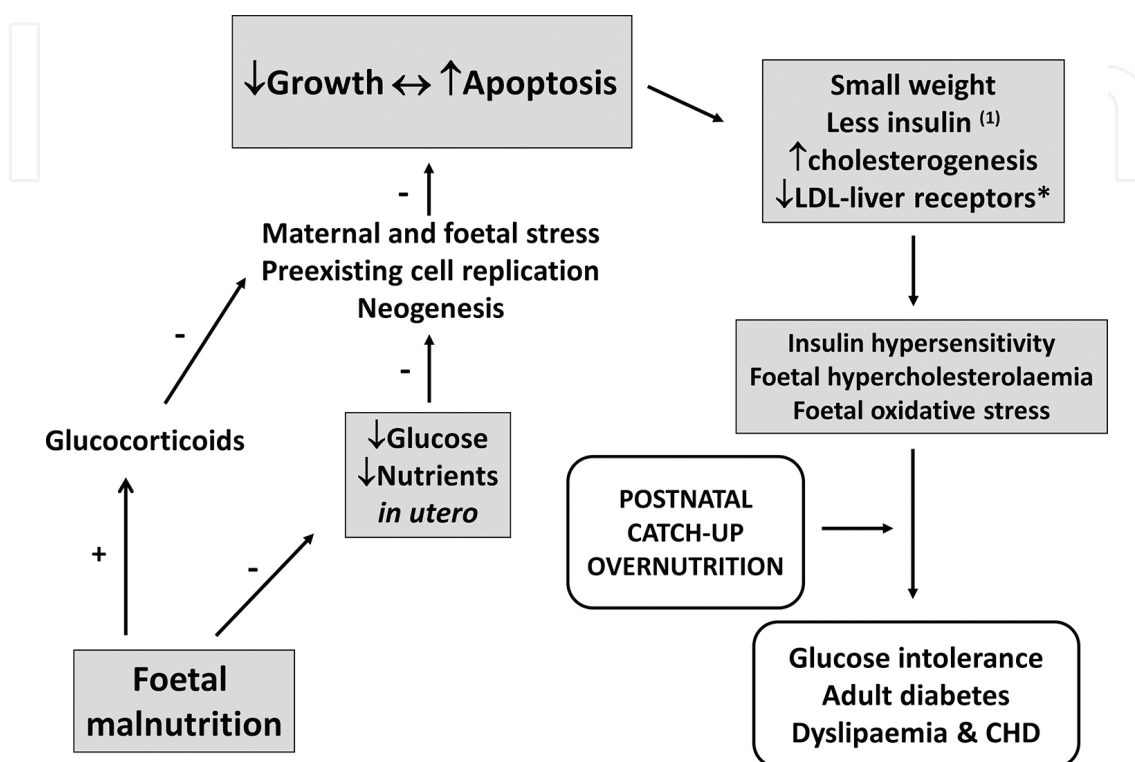 ↓Growth ↔ ↑Apoptosis
Small weight
Less insulin (1)
↑cholesterogenesis
↓LDL-liver receptors*
-
Maternal and foetal stress
Preexisting cell replication
Neogenesis
-
-
Insulin hypersensitivity
Foetal hypercholesterolaemia
Foetal oxidative stress
Glucocorticoids
↓Glucose
↓Nutrients
in utero
+
-
POSTNATAL
CATCH-UP
OVERNUTRITION
Foetal
malnutrition
Glucose intolerance
Adult diabetes
Dyslipaemia & CHD